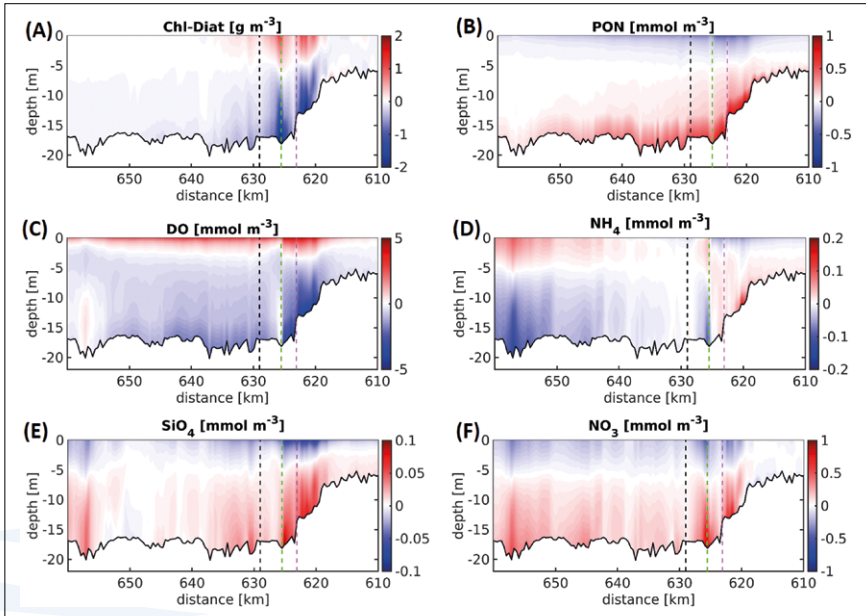 (A) Chl-Diat [g m⁻³]
(B) PON [mmol m⁻³]
0
-5
-10
-15
-20
depth [m]
650 640 630 620 610
distance [km]
2
1
0
-1
-2
0
-5
-10
-15
-20
depth [m]
650 640 630 620 610
distance [km]
1
0.5
0
-0.5
-1
(C) DO [mmol m⁻³]
(D) NH₄ [mmol m⁻³]
0
-5
-10
-15
-20
depth [m]
650 640 630 620 610
distance [km]
5
0
-5
0
-5
-10
-15
-20
depth [m]
650 640 630 620 610
distance [km]
0.2
0.1
0
-0.1
-0.2
(E) SiO₄ [mmol m⁻³]
(F) NO₃ [mmol m⁻³]
0
-5
-10
-15
-20
depth [m]
650 640 630 620 610
distance [km]
0.1
0.05
0
-0.05
-0.1
0
-5
-10
-15
-20
depth [m]
650 640 630 620 610
distance [km]
1
0.5
0
-0.5
-1